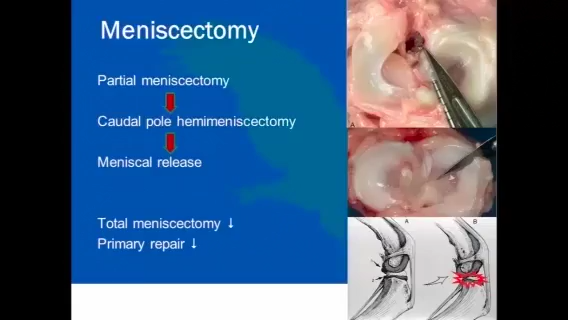 Meniscectomy
Partial meniscectomy
Caudal pole hemimeniscectomy
Meniscal release
Total meniscectomy ↓
Primary repair ↓
A
A
B